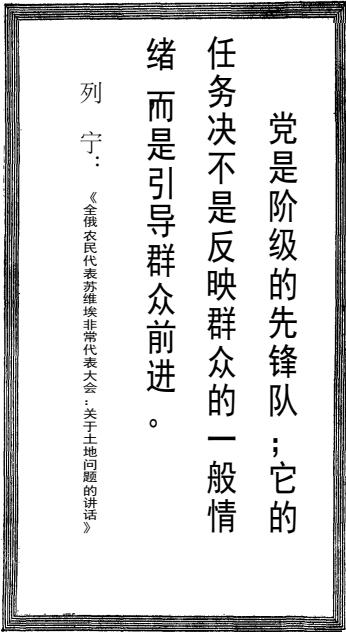 党是阶级的先锋队；它的
任务决不是反映群众的一般情
绪而是引导群众前进。
列宁：《全俄农民代表苏维埃非常代表大会：关于土地问题的讲话》